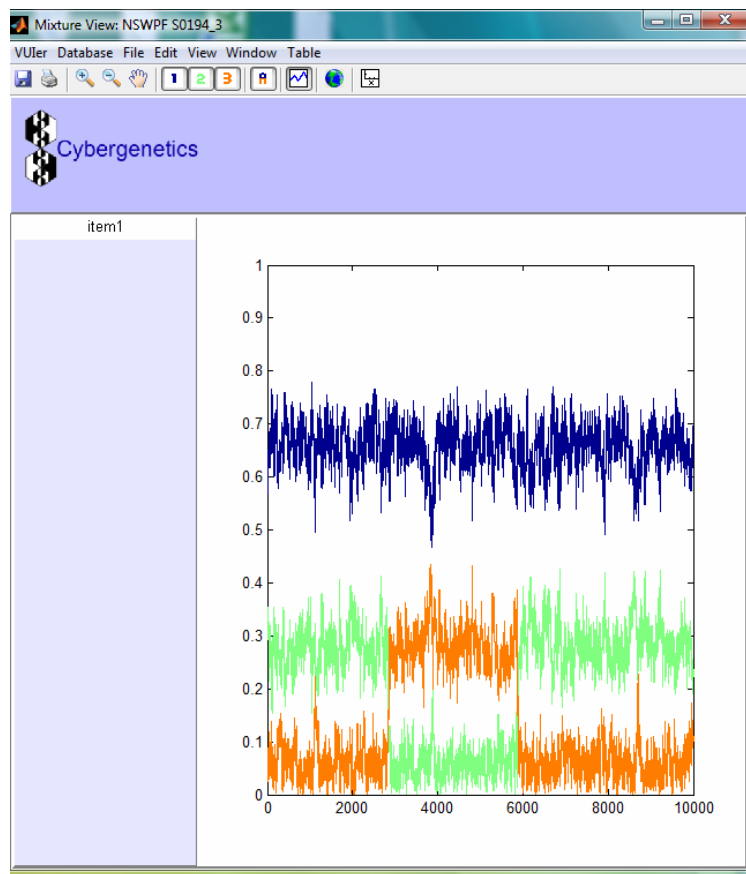 Mixture View: NSWPF S0194_3
VUIer Database File Edit View Window Table
1 2 3 A
Cybergenetics
item1
1
0.9
0.8
0.7
0.6
0.5
0.4
0.3
0.2
0.1
0
0 2000 4000 6000 8000 10000